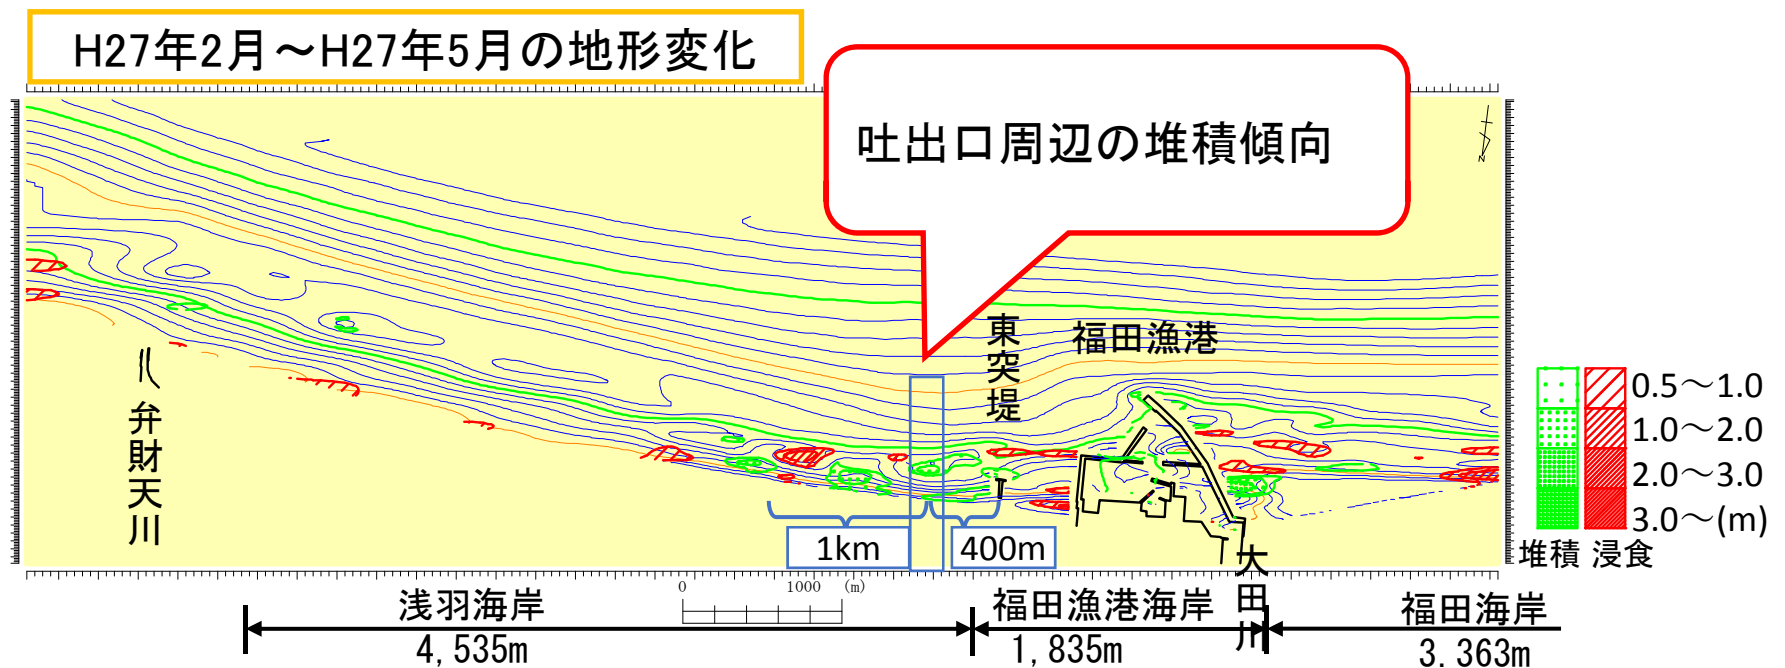 H27年2月～H27年5月の地形変化
吐出口周辺の堆積傾向
N
東突堤
福田漁港
弁財天川
1km
400m
大田川
0.5～1.0
1.0～2.0
2.0～3.0
3.0～(m)
堆積 浸食
0 1000 (m)
浅羽海岸
4,535m
福田漁港海岸
1,835m
福田海岸
3,363m